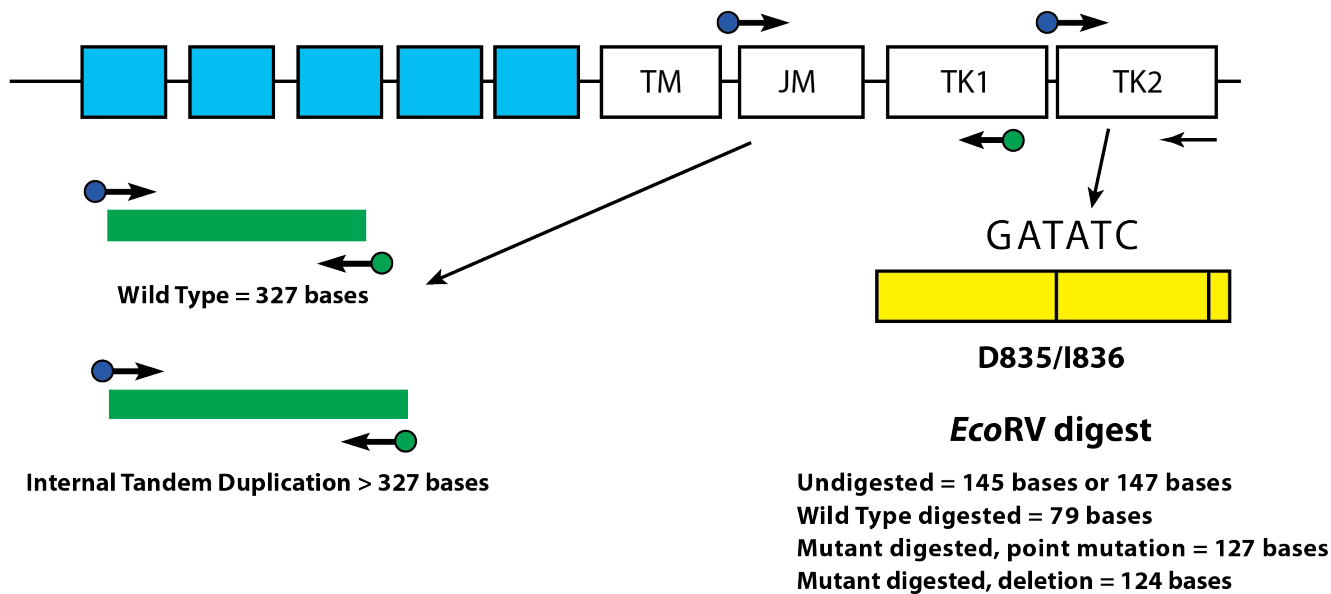 TM
JM
TK1
TK2
GATATC
Wild Type = 327 bases
D835/I836
EcoRV digest
Internal Tandem Duplication > 327 bases
Undigested = 145 bases or 147 bases
Wild Type digested = 79 bases
Mutant digested, point mutation = 127 bases
Mutant digested, deletion = 124 bases